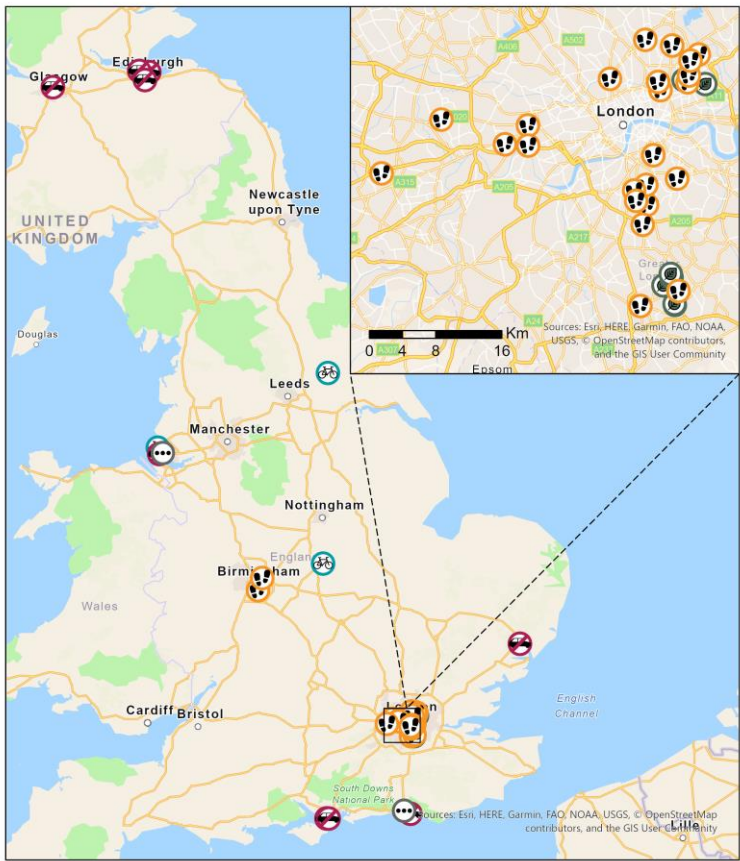 Glasgow
Edinburgh
Newcastle
upon Tyne
UNITED
KINGDOM
Douglas
Leeds
Manchester
Nottingham
England
Birmingham
Wales
Cardiff
Bristol
London
English
Channel
South Downs
National Park
Lille
Sources: Esri, HERE, Garmin, FAO, NOAA, USGS, © OpenStreetMap
contributors, and the GIS User Community
A406
A502
London
A315
A205
A217
A205
A24
Epsom
0 4 8 16
Km
Sources: Esri, HERE, Garmin, FAO, NOAA,
USGS, © OpenStreetMap contributors,
and the GIS User Community